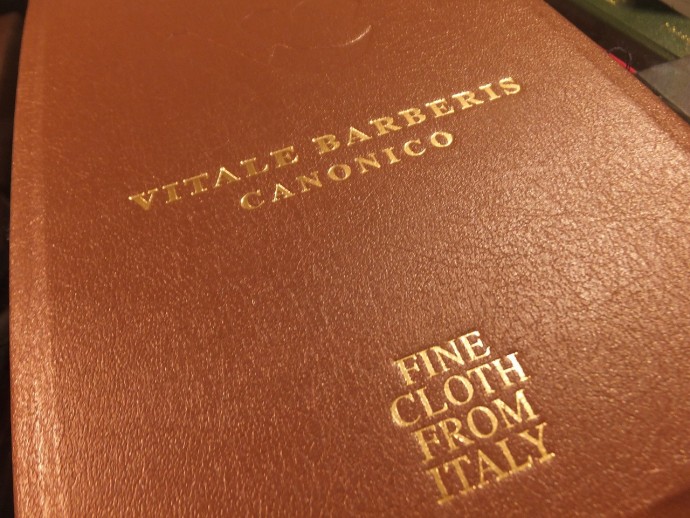 VITALE BARBERIS
CANONICO
FINE
CLOTH
FROM
ITALY